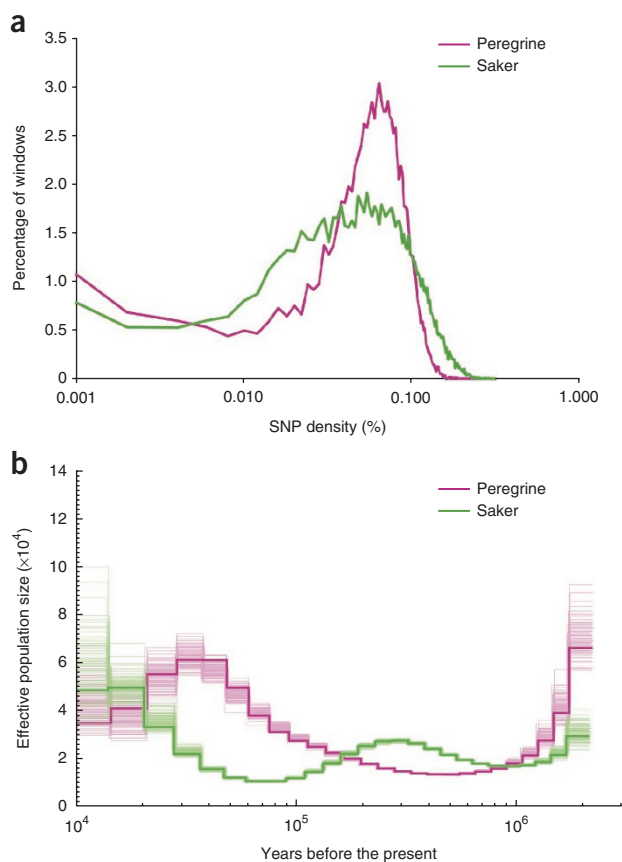 a
Peregrine
Saker
Percentage of windows
3.5
3.0
2.5
2.0
1.5
1.0
0.5
0
0.001
0.010
0.100
1.000
SNP density (%)
b
Peregrine
Saker
Effective population size (×10⁴)
14
12
10
8
6
4
2
0
10⁴
10⁵
10⁶
Years before the present